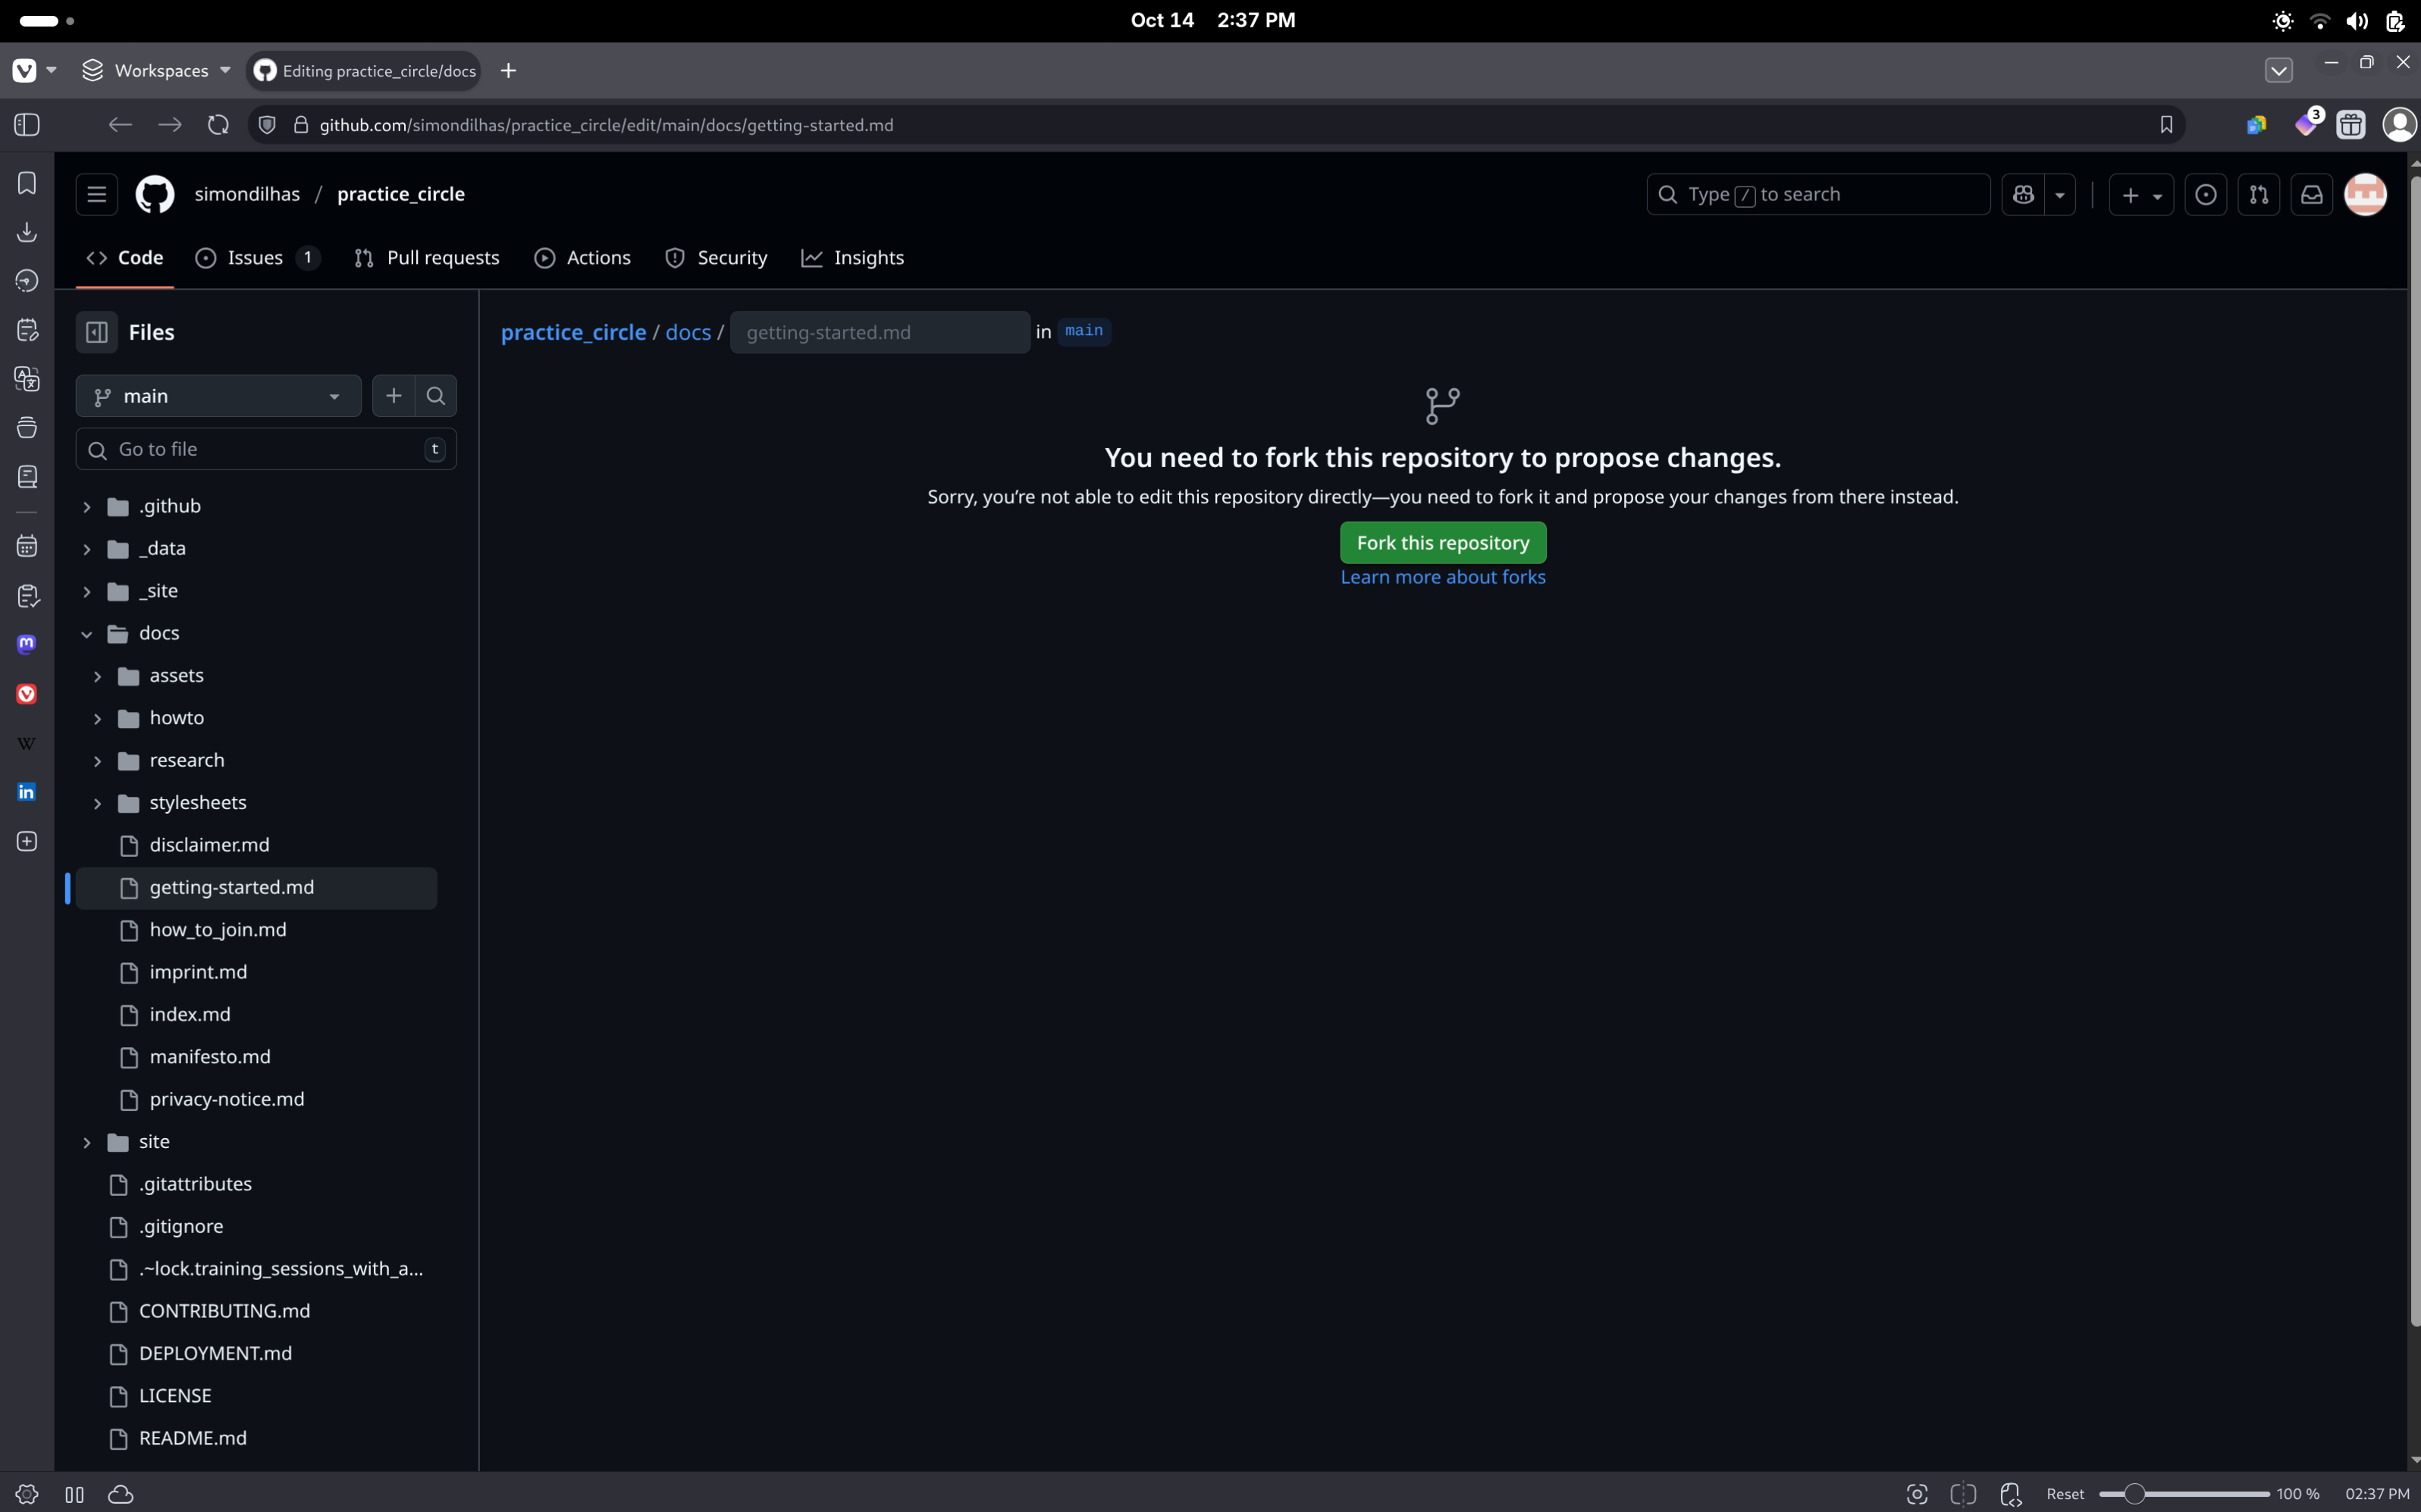 Oct 14 2:37 PM
Workspaces
Editing practice_circle/docs
github.com/simondilhas/practice_circle/edit/main/docs/getting-started.md
3
simondilhas / practice_circle
Type / to search
Code
Issues 1
Pull requests
Actions
Security
Insights
Files
main
Go to file
t
.github
_data
_site
docs
assets
howto
research
stylesheets
disclaimer.md
getting-started.md
how_to_join.md
imprint.md
index.md
manifesto.md
privacy-notice.md
site
.gitattributes
.gitignore
.~lock.training_sessions_with_a...
CONTRIBUTING.md
DEPLOYMENT.md
LICENSE
README.md
practice_circle / docs / getting-started.md in main
You need to fork this repository to propose changes.
Sorry, you’re not able to edit this repository directly—you need to fork it and propose your changes from there instead.
Fork this repository
Learn more about forks
W
in
Reset 100 % 02:37 PM